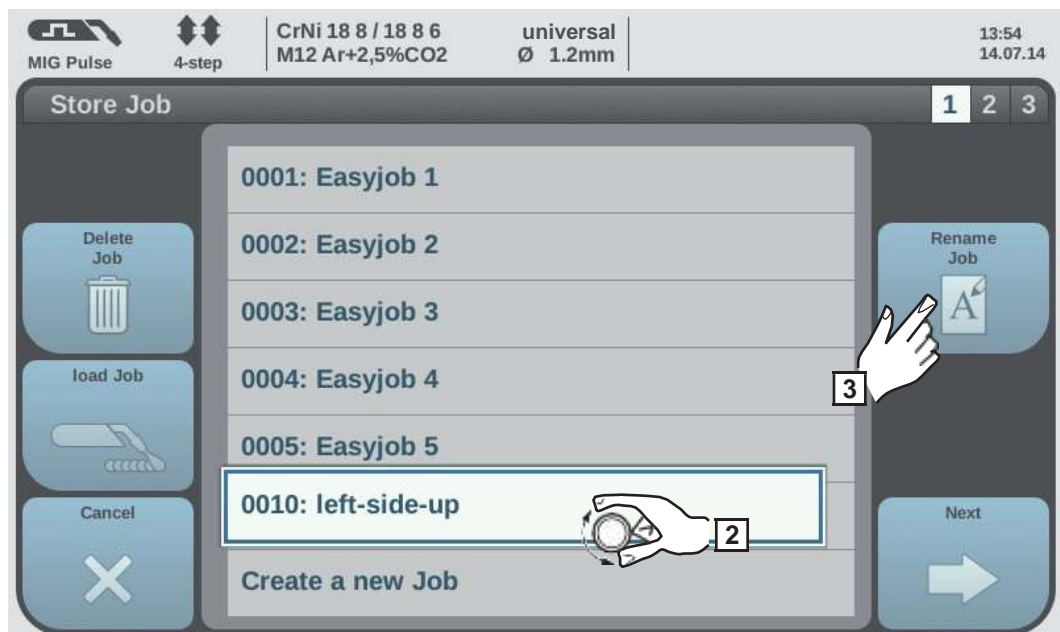 MIG Pulse
4-step
CrNi 18 8 / 18 8 6
M12 Ar+2,5%CO2
universal
Ø 1.2mm
13:54
14.07.14
Store Job
1 2 3
0001: Easyjob 1
0002: Easyjob 2
0003: Easyjob 3
0004: Easyjob 4
0005: Easyjob 5
0010: left-side-up
Create a new Job
Delete
Job
load Job
Cancel
Rename
Job
A
3
2
Next